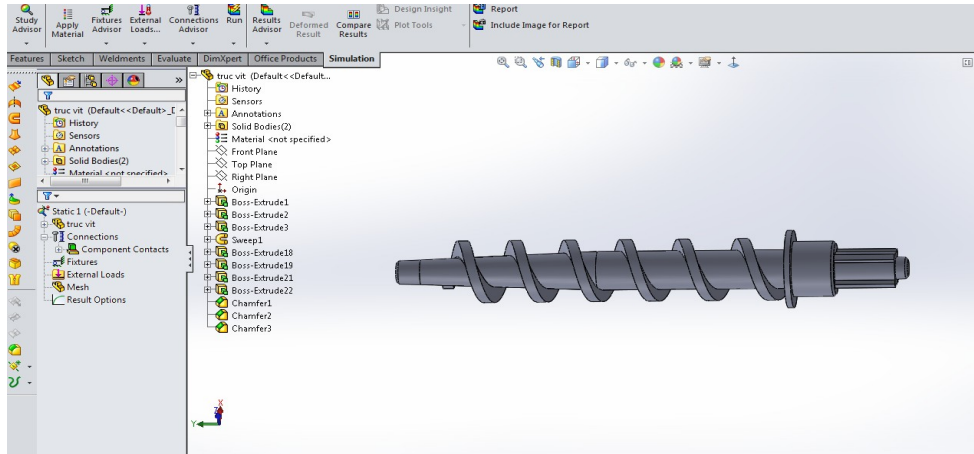 Study Advisor
Apply Material
Fixtures Advisor
External Loads...
Connections Advisor
Run
Results Advisor
Deformed Result
Compare Results
Design Insight
Plot Tools
Report
Include Image for Report
Features Sketch Weldments Evaluate DimXpert Office Products Simulation
truc vit (Default<<Default>_D
History
Sensors
Annotations
Solid Bodies(2)
Material <not specified>
Static 1 (-Default-)
truc vit
Connections
Component Contacts
Fixtures
External Loads
Mesh
Result Options
truc vit (Default<<Default...
History
Sensors
Annotations
Solid Bodies(2)
Material <not specified>
Front Plane
Top Plane
Right Plane
Origin
Boss-Extrude1
Boss-Extrude2
Boss-Extrude3
Sweep1
Boss-Extrude18
Boss-Extrude19
Boss-Extrude21
Boss-Extrude22
Chamfer1
Chamfer2
Chamfer3
X
Z
Y